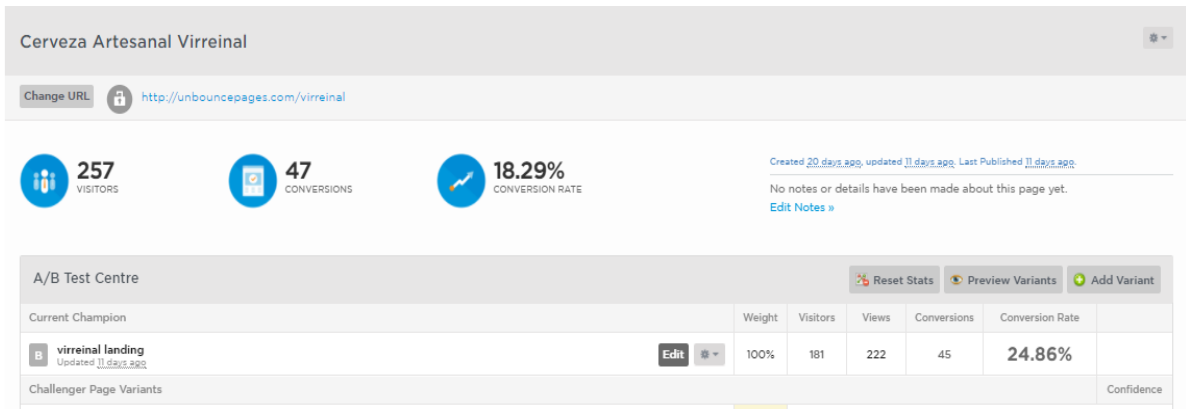 Cerveza Artesanal Virreinal
Change URL http://unbouncepages.com/virreinal
257
VISITORS
47
CONVERSIONS
18.29%
CONVERSION RATE
Created 20 days ago, updated 11 days ago, Last Published 11 days ago.
No notes or details have been made about this page yet.
Edit Notes »
A/B Test Centre Reset Stats Preview Variants Add Variant
Current Champion Weight Visitors Views Conversions Conversion Rate
B virreinal landing Edit 100% 181 222 45 24.86%
Updated 11 days ago
Challenger Page Variants Confidence